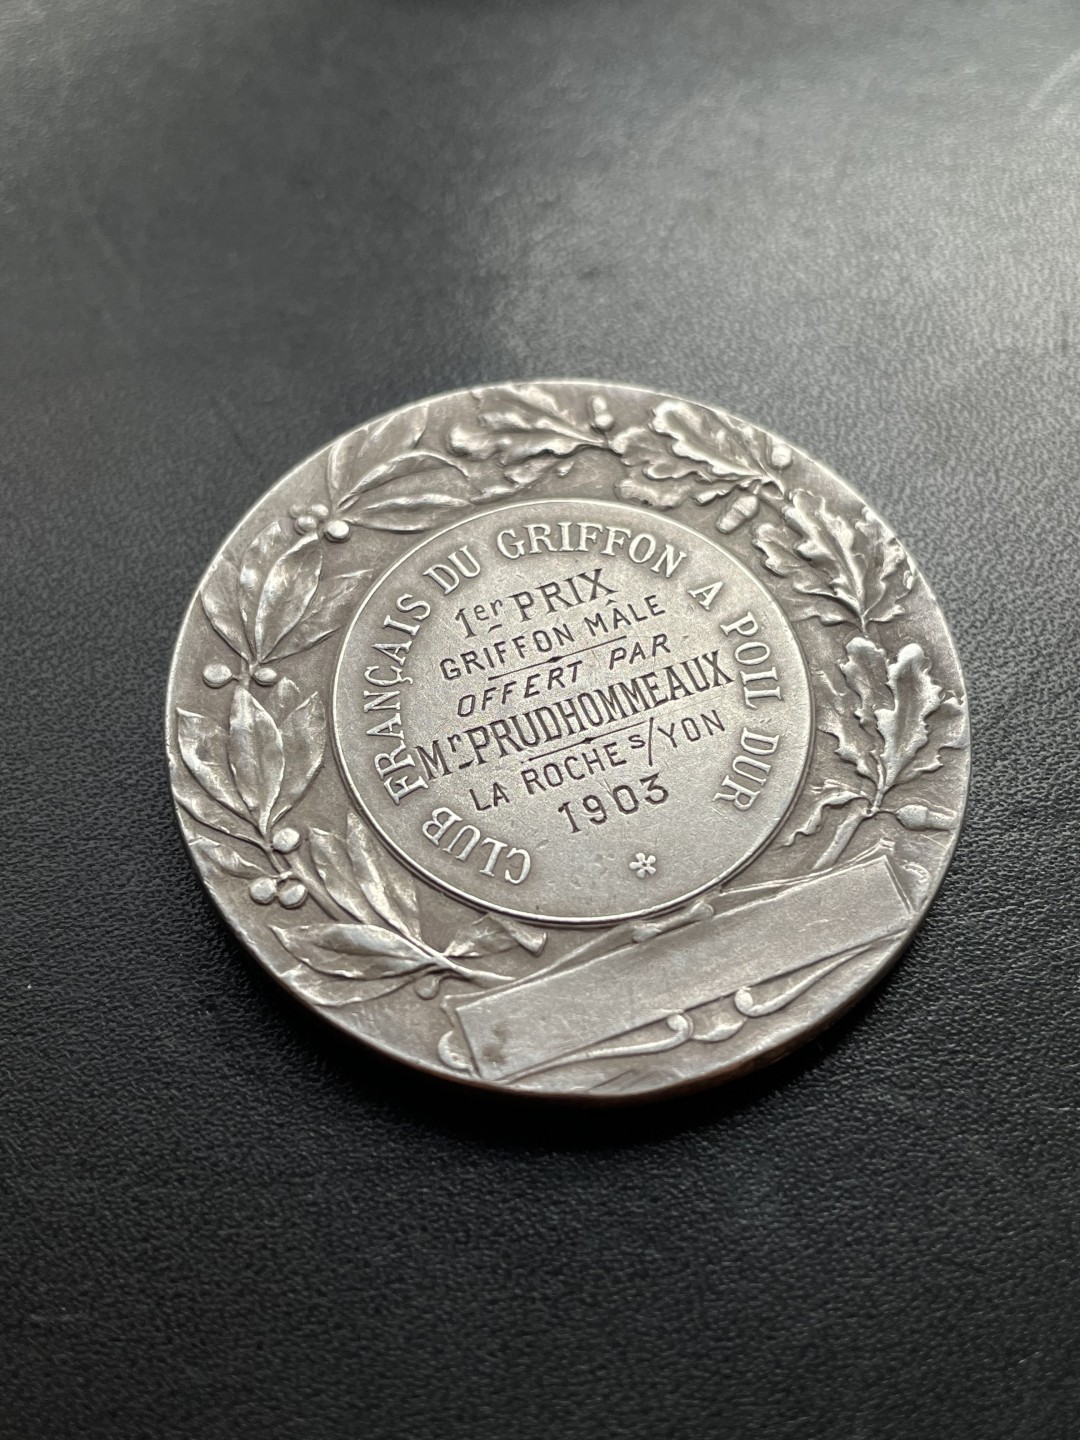 CLUB FRANÇAIS DU GRIFFON A POIL DUR
1er PRIX
GRIFFON MÂLE
OFFERT PAR
Mr PRUDHOMMEAUX
LA ROCHE s/YON
1903